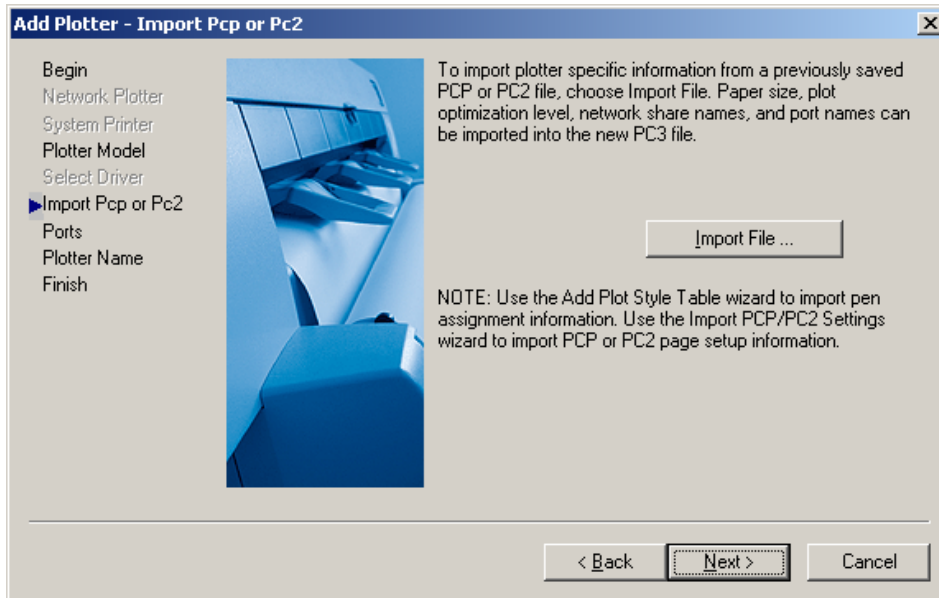 Add Plotter - Import Pcp or Pc2
Begin
Network Plotter
System Printer
Plotter Model
Select Driver
Import Pcp or Pc2
Ports
Plotter Name
Finish
To import plotter specific information from a previously saved
PCP or PC2 file, choose Import File. Paper size, plot
optimization level, network share names, and port names can
be imported into the new PC3 file.
Import File ...
NOTE: Use the Add Plot Style Table wizard to import pen
assignment information. Use the Import PCP/PC2 Settings
wizard to import PCP or PC2 page setup information.
< Back
Next >
Cancel